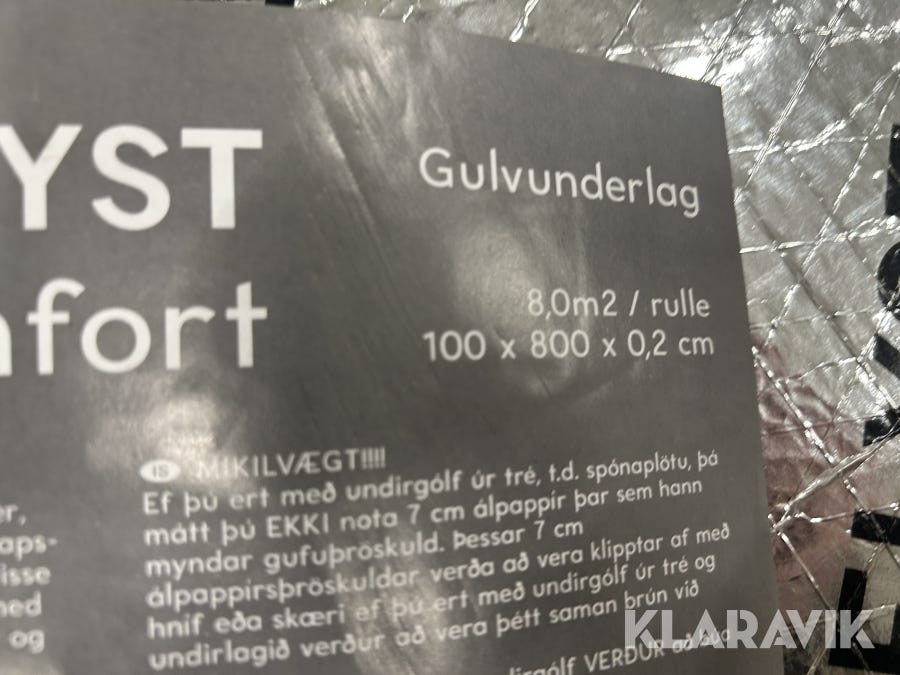 YST
Gulvunderlag
nfort
8,0m2 / rulle
100 x 800 x 0,2 cm
IS MIKILVÆGT!!!!
Ef þú ert með undirgólf úr tré, t.d. spónaplötu, þá
mátt þú EKKI nota 7 cm álpappír þar sem hann
myndar gufuþröskuld. Þessar 7 cm
álpappírsþröskuldar verða að vera klipptar af með
hníf eða skæri ef þú ert með undirgólf úr tré og
undirlagið verður að vera þétt saman brún við
VERÐUR að
er,
aps-
isse
ned
og
KLARAVIK